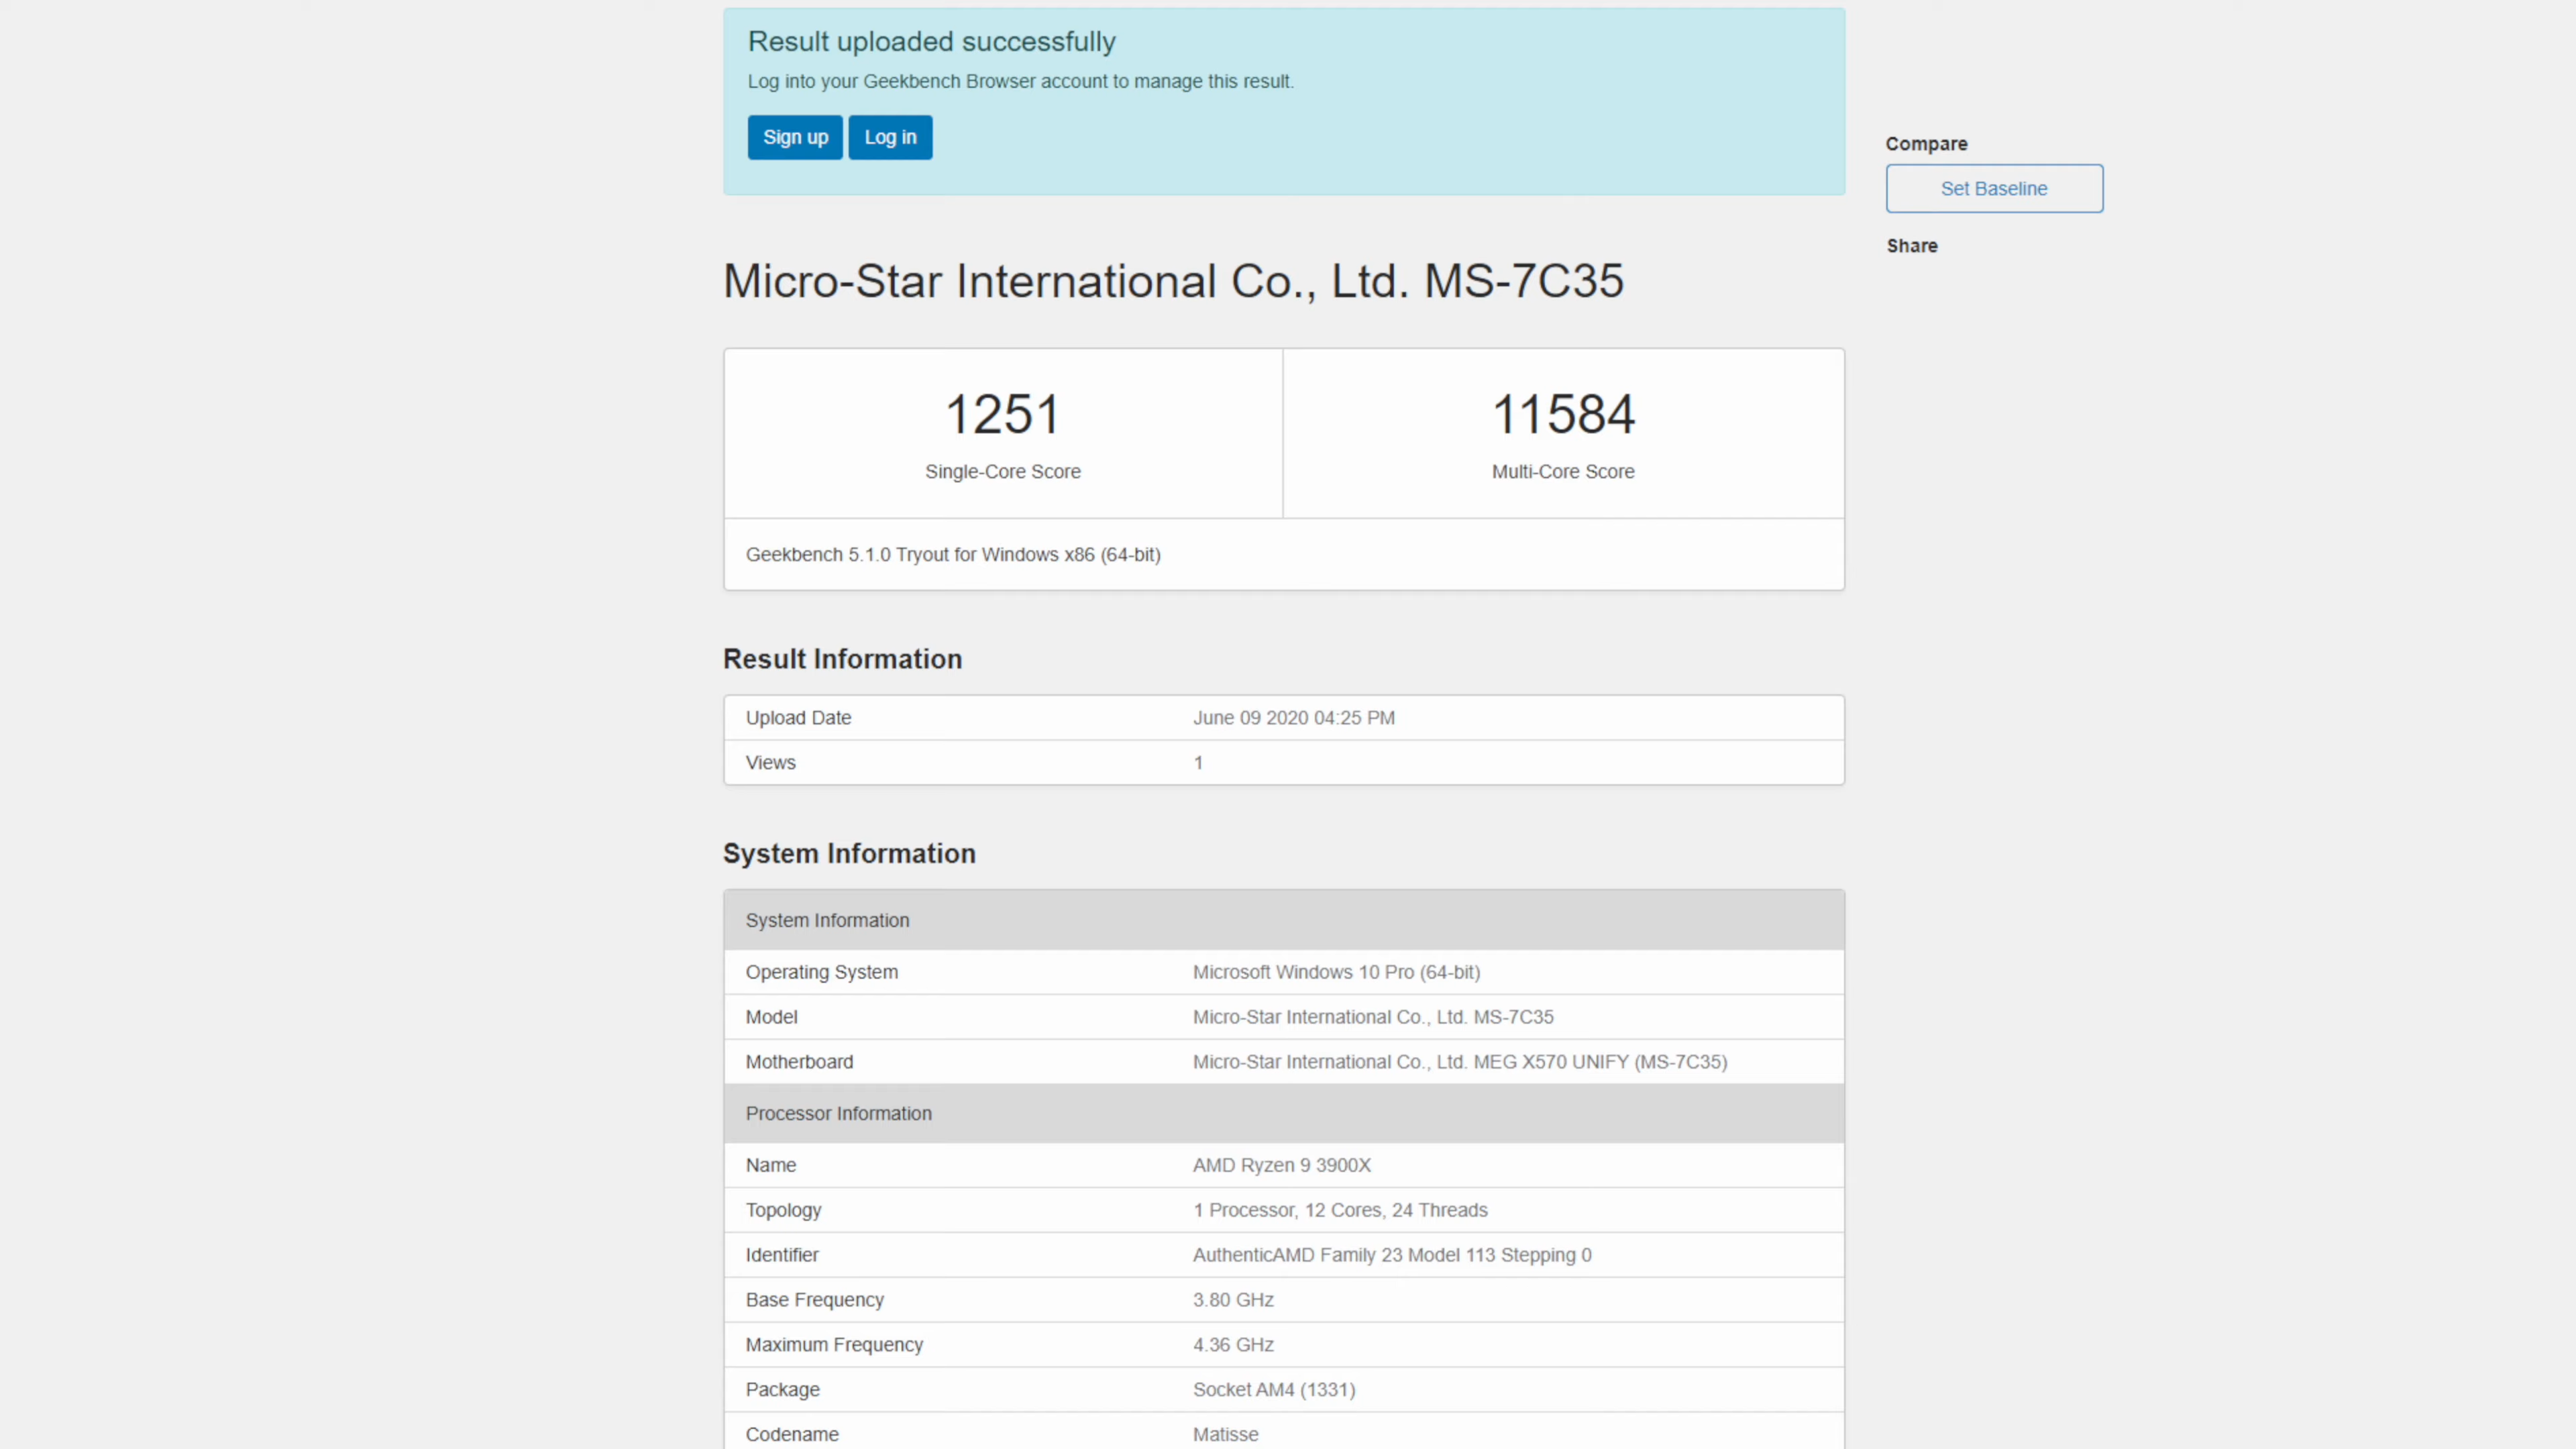 Result uploaded successfully
Log into your Geekbench Browser account to manage this result.
Sign up Log in
Compare
Set Baseline
Share
Micro-Star International Co., Ltd. MS-7C35
1251 11584
Single-Core Score Multi-Core Score
Geekbench 5.1.0 Tryout for Windows x86 (64-bit)
Result Information
Upload Date June 09 2020 04:25 PM
Views 1
System Information
System Information
Operating System Microsoft Windows 10 Pro (64-bit)
Model Micro-Star International Co., Ltd. MS-7C35
Motherboard Micro-Star International Co., Ltd. MEG X570 UNIFY (MS-7C35)
Processor Information
Name AMD Ryzen 9 3900X
Topology 1 Processor, 12 Cores, 24 Threads
Identifier AuthenticAMD Family 23 Model 113 Stepping 0
Base Frequency 3.80 GHz
Maximum Frequency 4.36 GHz
Package Socket AM4 (1331)
Codename Matisse